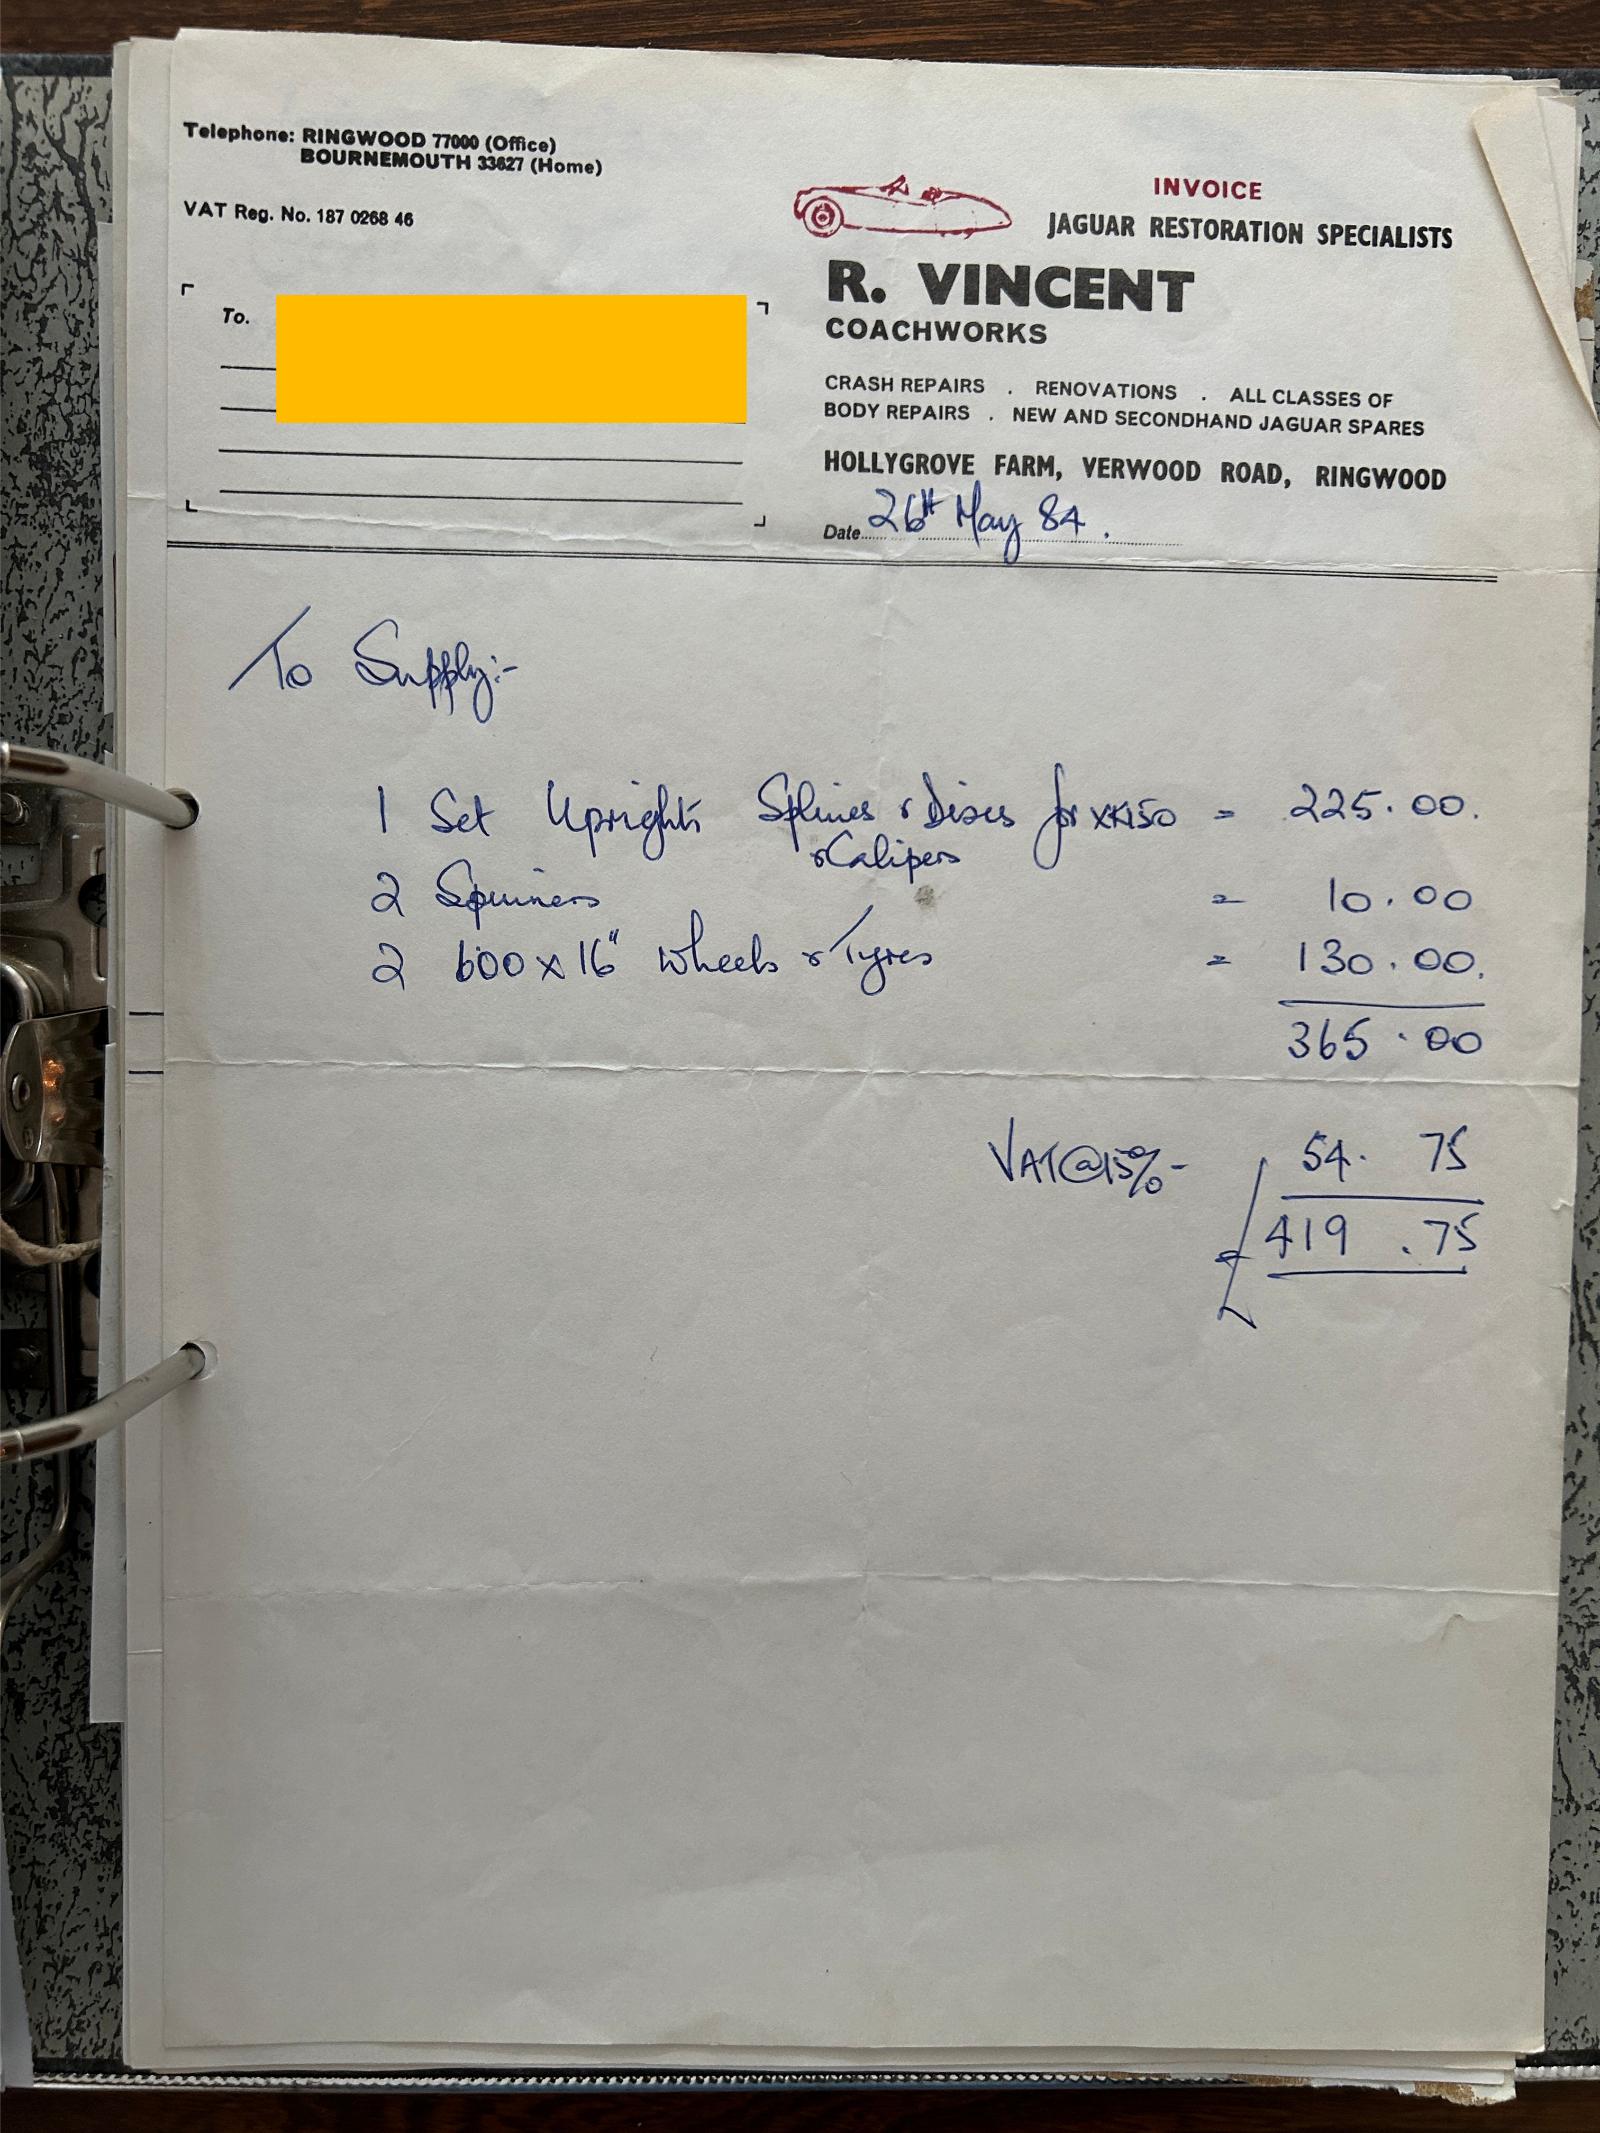 Telephone: RINGWOOD 77000 (Office)
BOURNEMOUTH 33827 (Home)
VAT Reg. No. 187 0268 46
To.
INVOICE
JAGUAR RESTORATION SPECIALISTS
R. VINCENT
COACHWORKS
CRASH REPAIRS . RENOVATIONS . ALL CLASSES OF
BODY REPAIRS . NEW AND SECONDHAND JAGUAR SPARES
HOLLYGROVE FARM, VERWOOD ROAD, RINGWOOD
Date 26th May 84.
To Supply:-
1 Set Uprights Splines & Discs for XK150 = 225.00.
& Calipers
2 Spinners = 10.00
2 600 x 16" Wheels & Tyres = 130.00.
365.00
VAT@15%- 54. 75
£ 419 .75